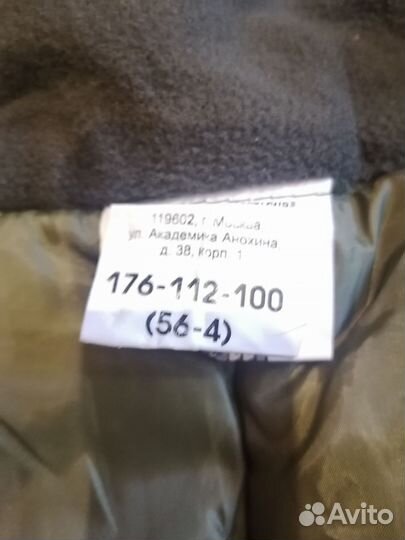 119602, г. Москва
ул. Академика Анохина
д. 38, корп. 1
176-112-100
(56-4)
Avito